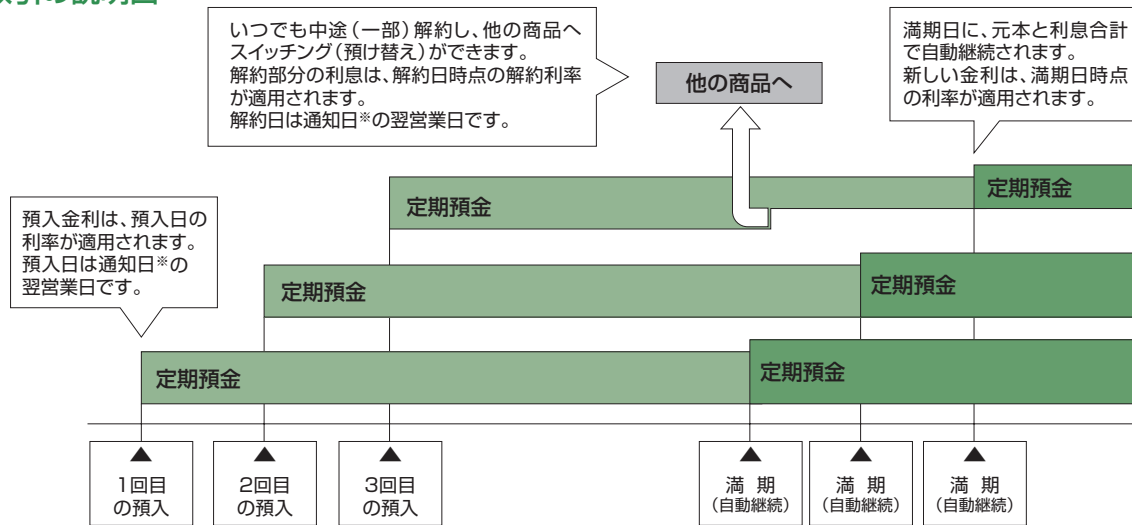 の説明図
いつでも中途(一部)解約し、他の商品へ
スイッチング(預け替え)ができます。
解約部分の利息は、解約日時点の解約利率
が適用されます。
解約日は通知日※の翌営業日です。
他の商品へ
満期日に、元本と利息合計
で自動継続されます。
新しい金利は、満期日時点
の利率が適用されます。
預入金利は、預入日の
利率が適用されます。
預入日は通知日※の
翌営業日です。
定期預金
定期預金
定期預金
定期預金
定期預金
定期預金
1回目
の預入
2回目
の預入
3回目
の預入
満 期
(自動継続)
満 期
(自動継続)
満 期
(自動継続)